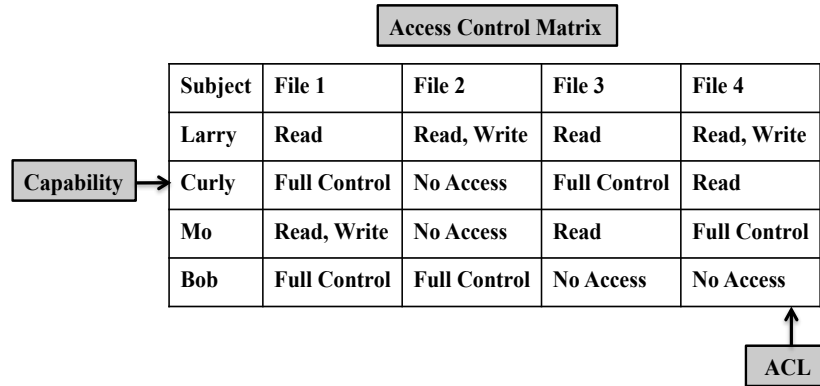 Access Control Matrix
Subject File 1 File 2 File 3 File 4
Larry Read Read, Write Read Read, Write
Capability
Curly Full Control No Access Full Control Read
Mo Read, Write No Access Read Full Control
Bob Full Control Full Control No Access No Access
ACL